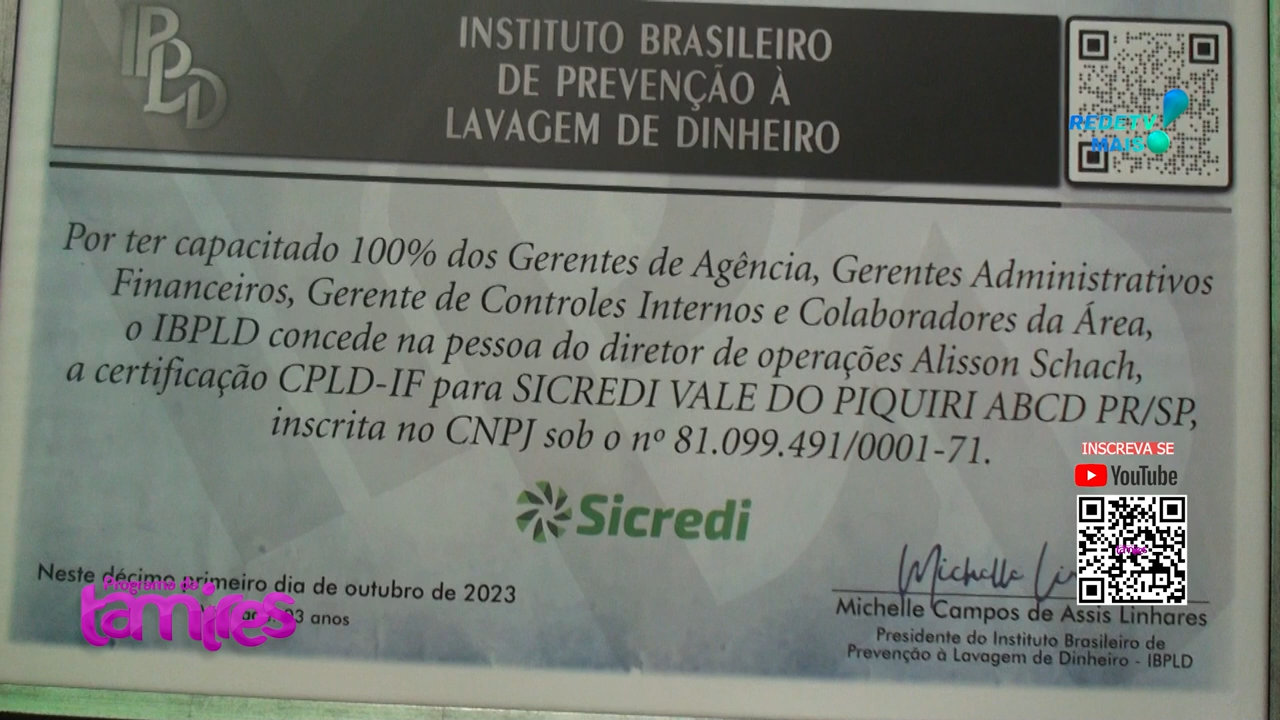 IBPLD
INSTITUTO BRASILEIRO
DE PREVENÇÃO À
LAVAGEM DE DINHEIRO
REDETV!
MAIS
Por ter capacitado 100% dos Gerentes de Agência, Gerentes Administrativos
Financeiros, Gerente de Controles Internos e Colaboradores da Área,
o IBPLD concede na pessoa do diretor de operações Alisson Schach,
a certificação CPLD-IF para SICREDI VALE DO PIQUIRI ABCD PR/SP,
inscrita no CNPJ sob o nº 81.099.491/0001-71.
INSCREVA SE
YouTube
Sicredi
tamires
Neste décimo primeiro dia de outubro de 2023
3 anos
Programa da
tamires
Michelle
Michelle Campos de Assis Linhares
Presidente do Instituto Brasileiro de
Prevenção à Lavagem de Dinheiro - IBPLD